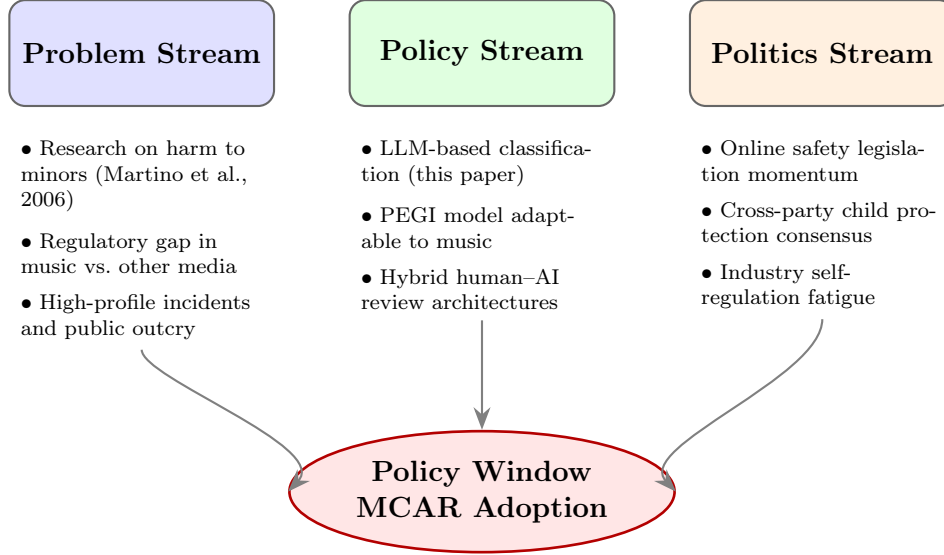 Problem Stream
• Research on harm to
minors (Martino et al.,
2006)
• Regulatory gap in
music vs. other media
• High-profile incidents
and public outcry
Policy Stream
• LLM-based classifica-
tion (this paper)
• PEGI model adapt-
able to music
• Hybrid human–AI
review architectures
Politics Stream
• Online safety legisla-
tion momentum
• Cross-party child pro-
tection consensus
• Industry self-
regulation fatigue
Policy Window
MCAR Adoption